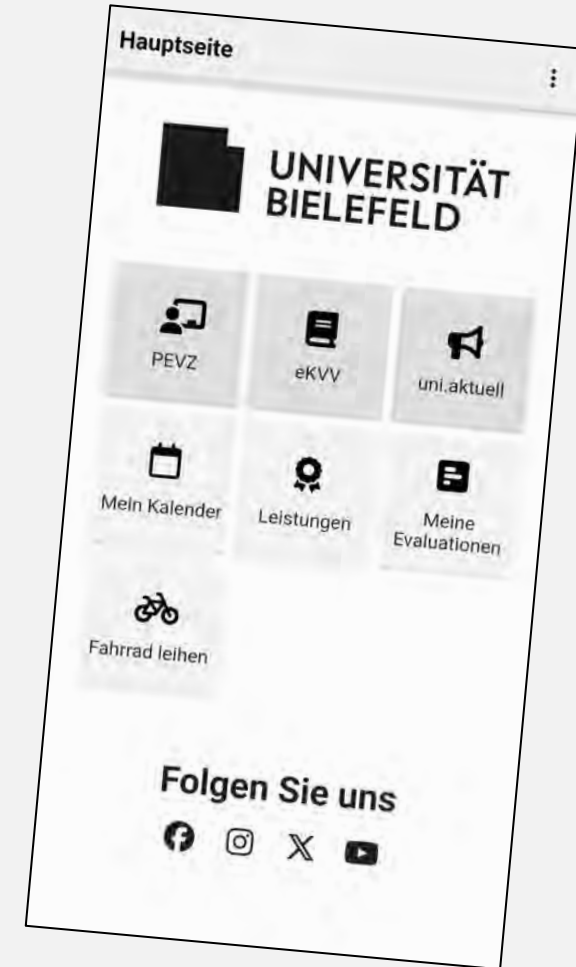 Hauptseite
UNIVERSITÄT
BIELEFELD
PEVZ
eKVV
uni.aktuell
Mein Kalender
Leistungen
Meine
Evaluationen
Fahrrad leihen
Folgen Sie uns